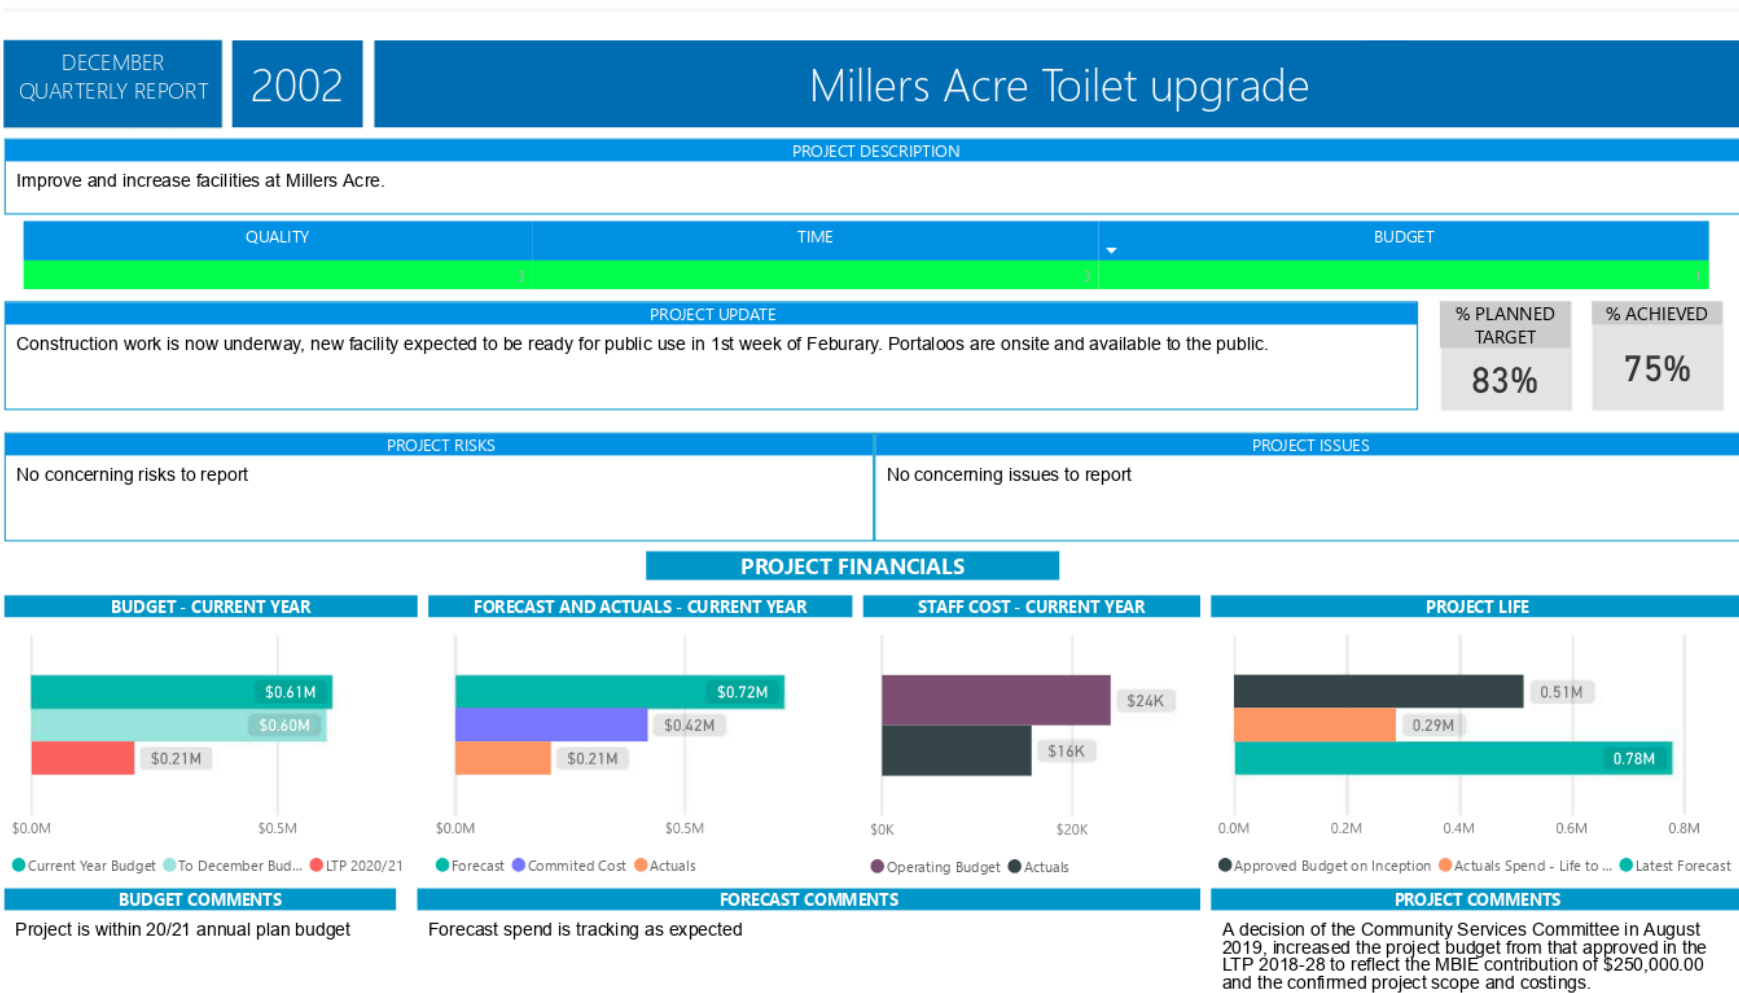 DECEMBER
QUARTERLY REPORT
2002
Millers Acre Toilet upgrade
PROJECT DESCRIPTION
Improve and increase facilities at Millers Acre.
QUALITY TIME BUDGET
3 3 1
PROJECT UPDATE
Construction work is now underway, new facility expected to be ready for public use in 1st week of Feburary. Portaloos are onsite and available to the public.
% PLANNED
TARGET
83%
% ACHIEVED
75%
PROJECT RISKS
No concerning risks to report
PROJECT ISSUES
No concerning issues to report
PROJECT FINANCIALS
BUDGET - CURRENT YEAR
$0.61M
$0.60M
$0.21M
$0.0M $0.5M
Current Year Budget To December Bud... LTP 2020/21
FORECAST AND ACTUALS - CURRENT YEAR
$0.72M
$0.42M
$0.21M
$0.0M $0.5M
Forecast Commited Cost Actuals
STAFF COST - CURRENT YEAR
$24K
$16K
$0K $20K
Operating Budget Actuals
PROJECT LIFE
0.51M
0.29M
0.78M
0.0M 0.2M 0.4M 0.6M 0.8M
Approved Budget on Inception Actuals Spend - Life to ... Latest Forecast
BUDGET COMMENTS
Project is within 20/21 annual plan budget
FORECAST COMMENTS
Forecast spend is tracking as expected
PROJECT COMMENTS
A decision of the Community Services Committee in August
2019, increased the project budget from that approved in the
LTP 2018-28 to reflect the MBIE contribution of $250,000.00
and the confirmed project scope and costings.